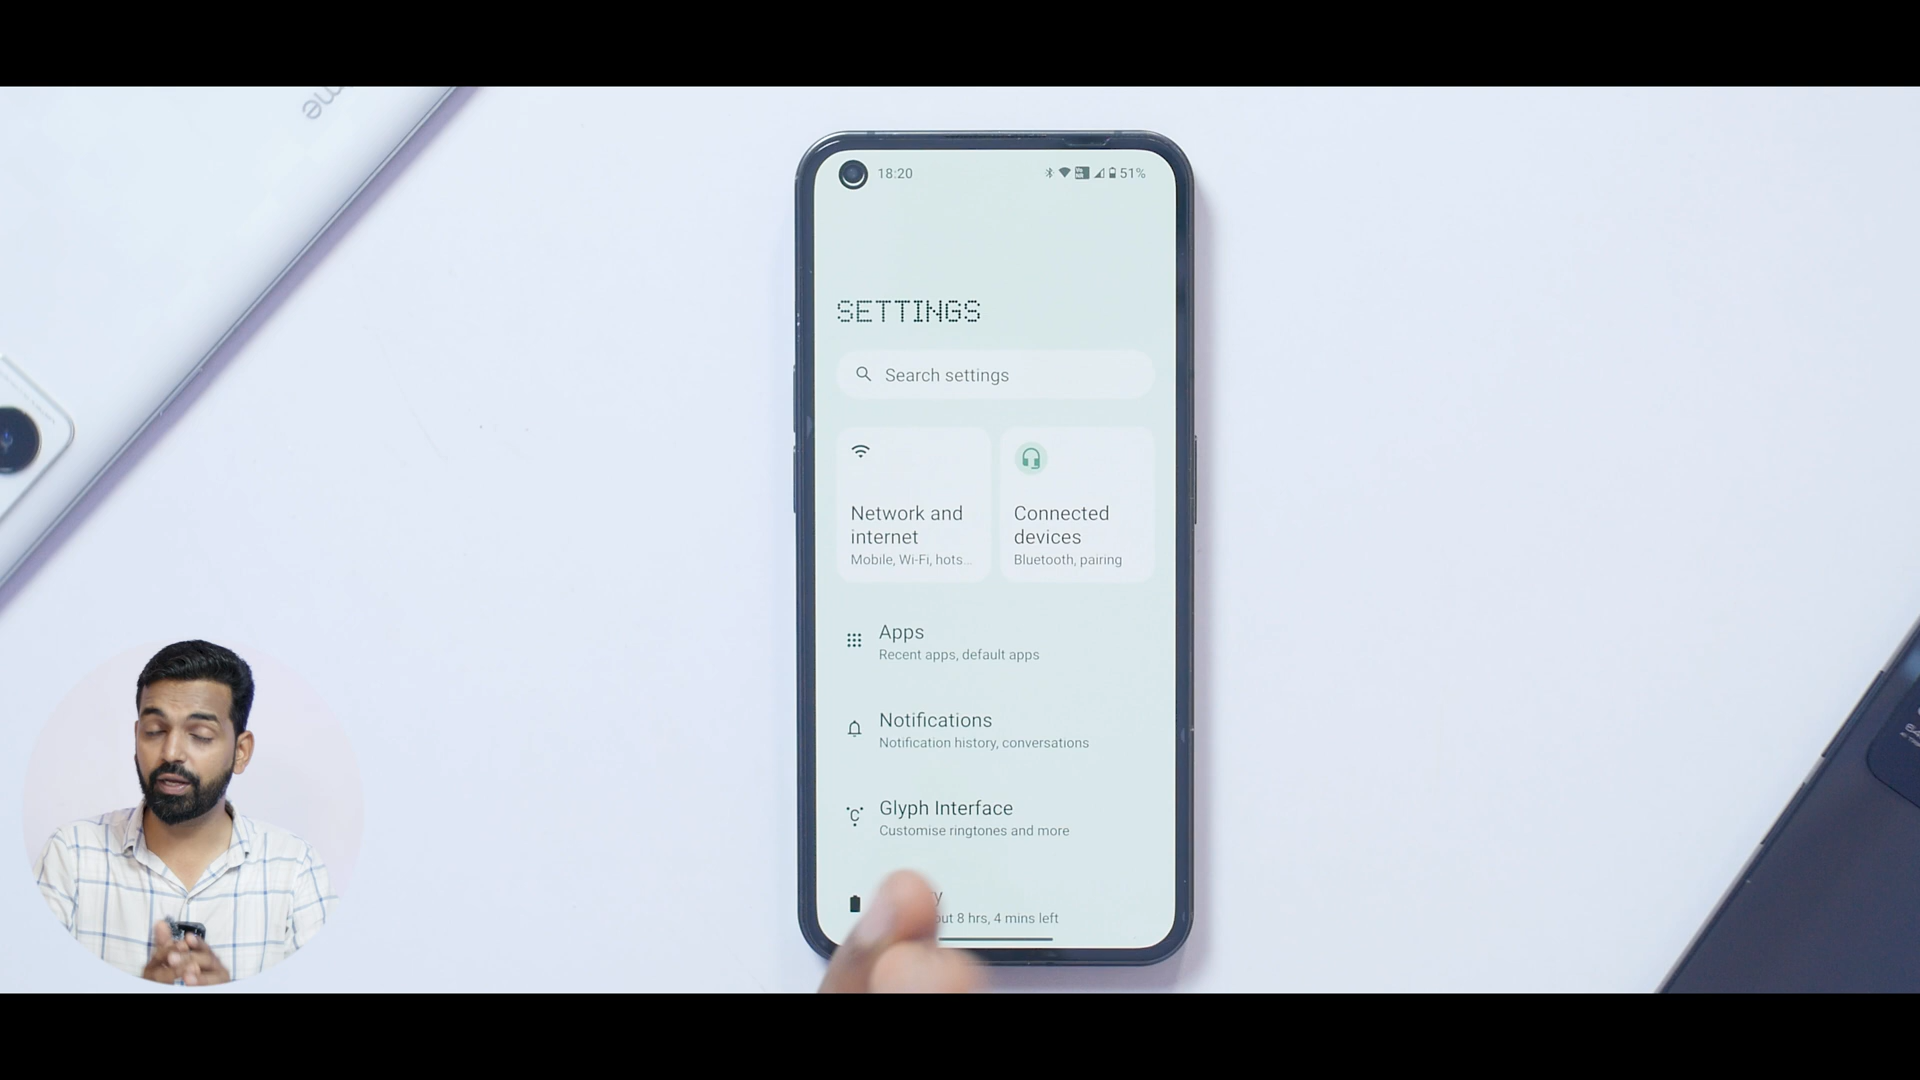 18:20
51%
SETTINGS
Search settings
Network and
internet
Mobile, Wi-Fi, hots...
Connected
devices
Bluetooth, pairing
Apps
Recent apps, default apps
Notifications
Notification history, conversations
Glyph Interface
Customise ringtones and more
8 hrs, 4 mins left